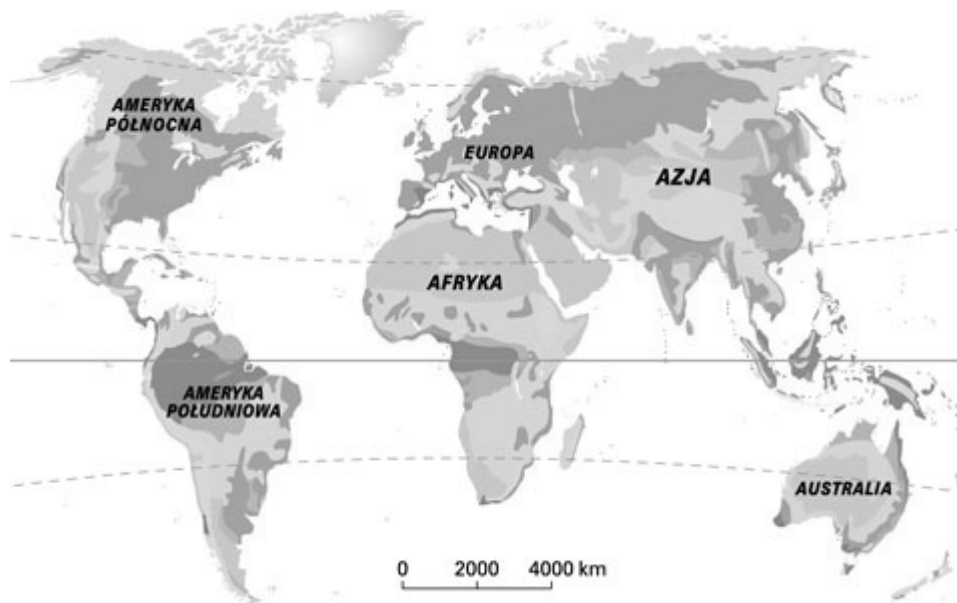 AMERYKA
PÓŁNOCNA
EUROPA
AZJA
AFRYKA
AMERYKA
POŁUDNIOWA
AUSTRALIA
0 2000 4000 km